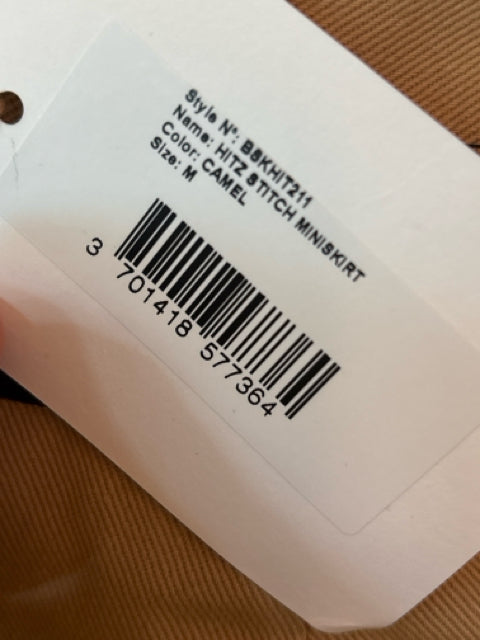 Style N°: BSKHIT211
Name: HITZ STITCH MINISKIRT
Color: CAMEL
Size: M
3 701418 577364